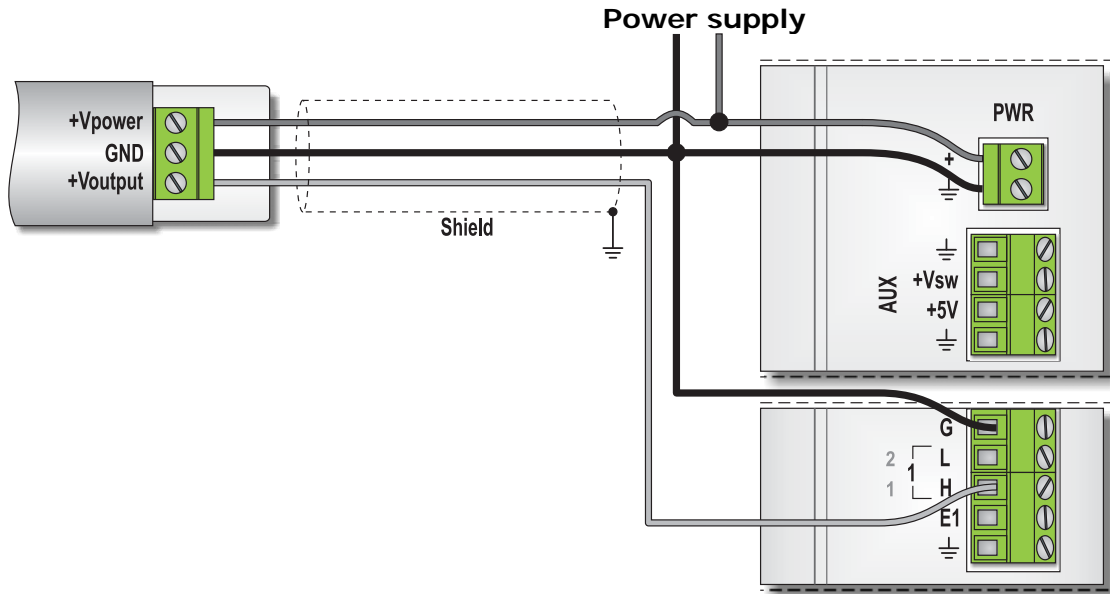 Power supply
+Vpower
GND
+Voutput
Shield
PWR
+
AUX
+Vsw
+5V
G
2
L
1
1
H
E1